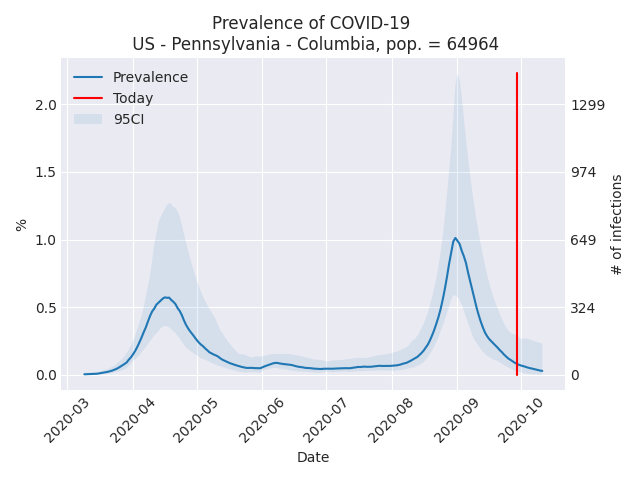 Prevalence of COVID-19
US - Pennsylvania - Columbia, pop. = 64964
Prevalence
Today
95CI
2.0
1.5
1.0
0.5
0.0
%
1299
974
649
324
0
# of infections
2020-03
2020-04
2020-05
2020-06
2020-07
2020-08
2020-09
2020-10
Date